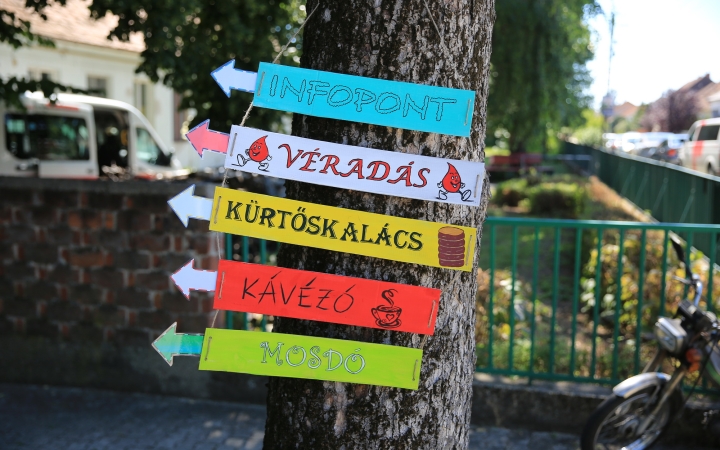 INFOPONT
VÉRADÁS
KÜRTŐSKALÁCS
KÁVÉZÓ
MOSDÓ